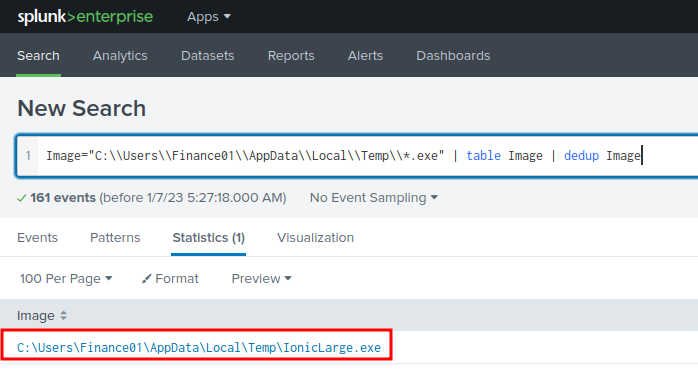 splunk>enterprise Apps
Search Analytics Datasets Reports Alerts Dashboards
New Search
1 Image="C:\\Users\\Finance01\\AppData\\Local\\Temp\\*.exe" | table Image | dedup Image
161 events (before 1/7/23 5:27:18.000 AM) No Event Sampling
Events Patterns Statistics (1) Visualization
100 Per Page Format Preview
Image
C:\Users\Finance01\AppData\Local\Temp\IonicLarge.exe